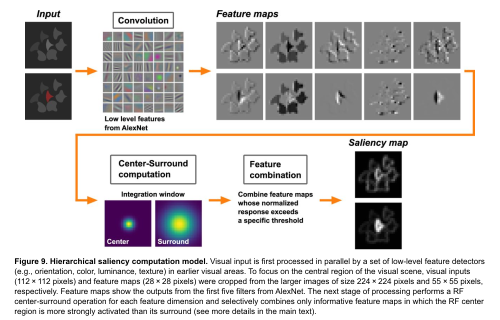 Input
Convolution
Feature maps
Low level features
from AlexNet
Saliency map
Center-Surround
computation
Feature
combination
Integration window
Combine feature maps
whose normalized
response exceeds
a specific threshold
Center
Surround
Figure 9. Hierarchical saliency computation model. Visual input is first processed in parallel by a set of low-level feature detectors
(e.g., orientation, color, luminance, texture) in earlier visual areas. To focus on the central region of the visual scene, visual inputs
(112 × 112 pixels) and feature maps (28 × 28 pixels) were cropped from the larger images of size 224 × 224 pixels and 55 × 55 pixels,
respectively. Feature maps show the outputs from the first five filters from AlexNet. The next stage of processing performs a RF
center-surround operation for each feature dimension and selectively combines only informative feature maps in which the RF center
region is more strongly activated than its surround (see more details in the main text).